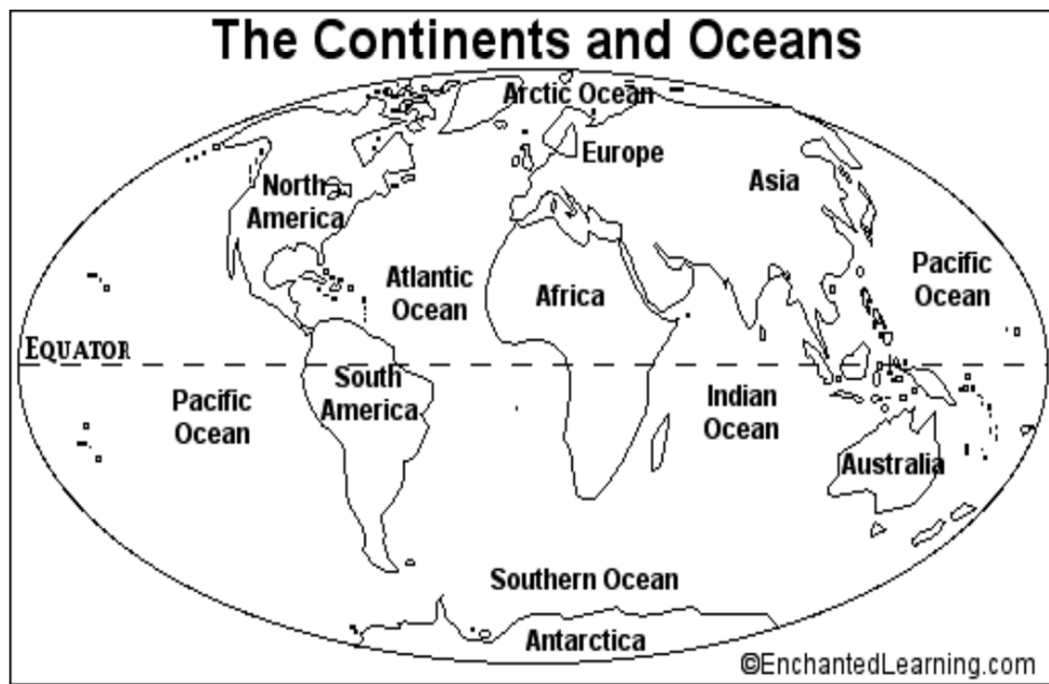 The Continents and Oceans
Arctic Ocean
Europe
Asia
North
America
Atlantic
Ocean
Africa
Pacific
Ocean
EQUATOR
South
America
Pacific
Ocean
Indian
Ocean
Australia
Southern Ocean
Antarctica
©EnchantedLearning.com